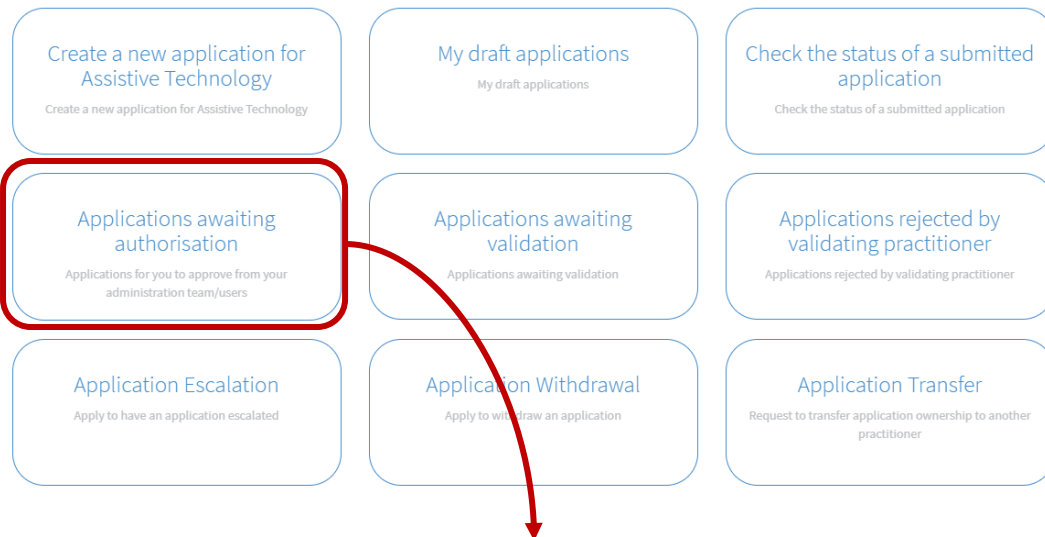 Create a new application for
Assistive Technology
Create a new application for Assistive Technology
My draft applications
My draft applications
Check the status of a submitted
application
Check the status of a submitted application
Applications awaiting
authorisation
Applications for you to approve from your
administration team/users
Applications awaiting
validation
Applications awaiting validation
Applications rejected by
validating practitioner
Applications rejected by validating practitioner
Application Escalation
Apply to have an application escalated
Application Withdrawal
Apply to withdraw an application
Application Transfer
Request to transfer application ownership to another
practitioner